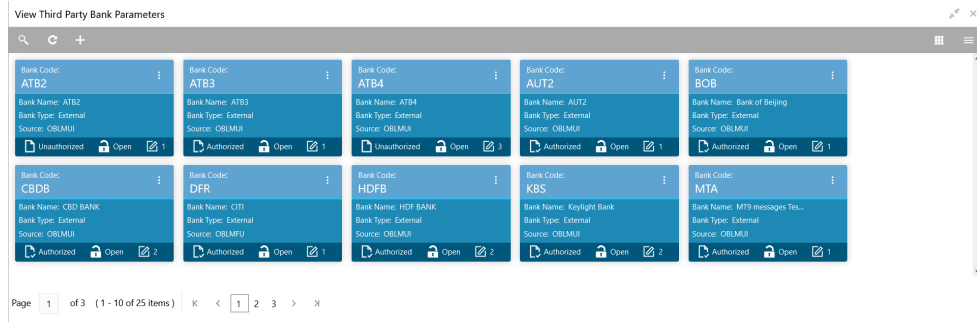 View Third Party Bank Parameters
Bank Code: Bank Code: Bank Code: Bank Code: Bank Code:
ATB2 ATB3 ATB4 AUT2 BOB
Bank Name: ATB2 Bank Name: ATB3 Bank Name: ATB4 Bank Name: AUT2 Bank Name: Bank of Beijing
Bank Type: External Bank Type: External Bank Type: External Bank Type: External Bank Type: External
Source: OBLMUI Source: OBLMUI Source: OBLMUI Source: OBLMUI Source: OBLMUI
Unauthorized Open 1 Authorized Open 1 Unauthorized Open 3 Authorized Open 1 Authorized Open 1
Bank Code: Bank Code: Bank Code: Bank Code: Bank Code:
CBDB DFR HDFB KBS MTA
Bank Name: CBD BANK Bank Name: CITI Bank Name: HDF BANK Bank Name: Keylight Bank Bank Name: MT9 messages Tes...
Bank Type: External Bank Type: External Bank Type: External Bank Type: External Bank Type: External
Source: OBLMUI Source: OBLMFU Source: OBLMUI Source: OBLMUI Source: OBLMUI
Authorized Open 2 Authorized Open 1 Authorized Open 2 Authorized Open 2 Authorized Open 1
Page 1 of 3 (1 - 10 of 25 items) 1 2 3